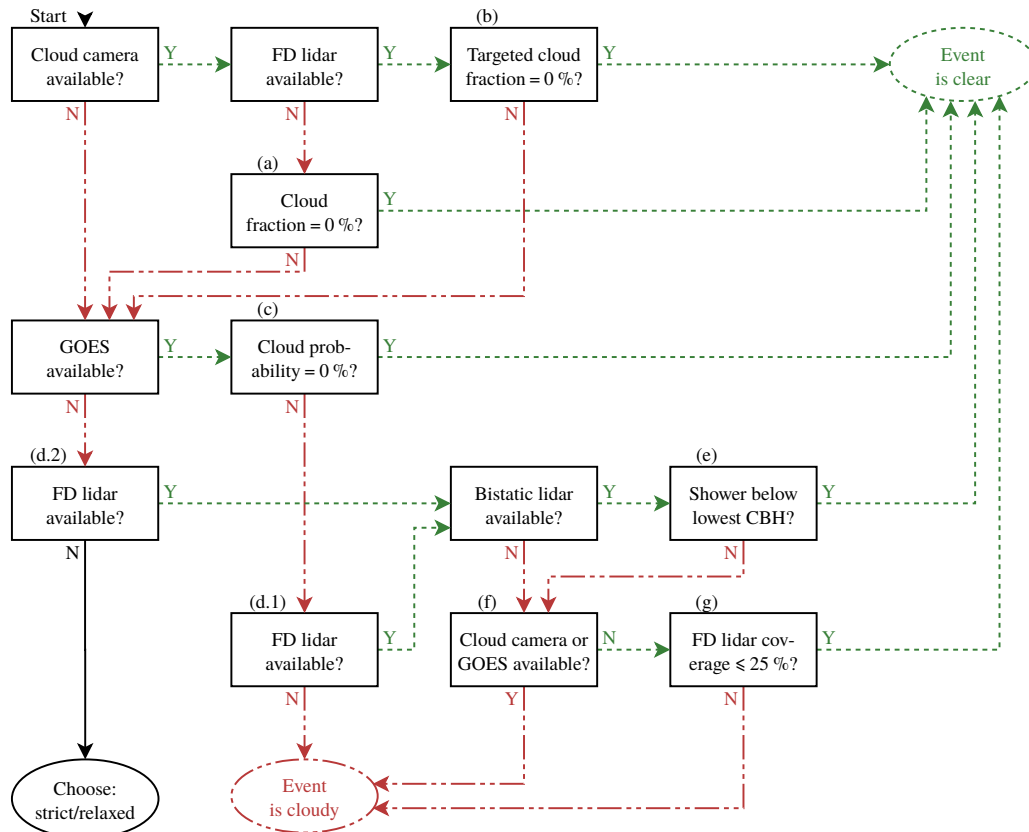 Start
(b)
Cloud camera
available?
Y
N
FD lidar
available?
Y
N
Targeted cloud
fraction = 0 %?
Y
N
Event
is clear
(a)
Cloud
fraction = 0 %?
Y
N
(c)
GOES
available?
Y
N
Cloud prob-
ability = 0 %?
Y
N
(d.2)
FD lidar
available?
Y
N
Bistatic lidar
available?
Y
N
(e)
Shower below
lowest CBH?
Y
N
(d.1)
FD lidar
available?
Y
N
(f)
Cloud camera or
GOES available?
N
Y
(g)
FD lidar cov-
erage ⩽ 25 %?
Y
N
Choose:
strict/relaxed
Event
is cloudy